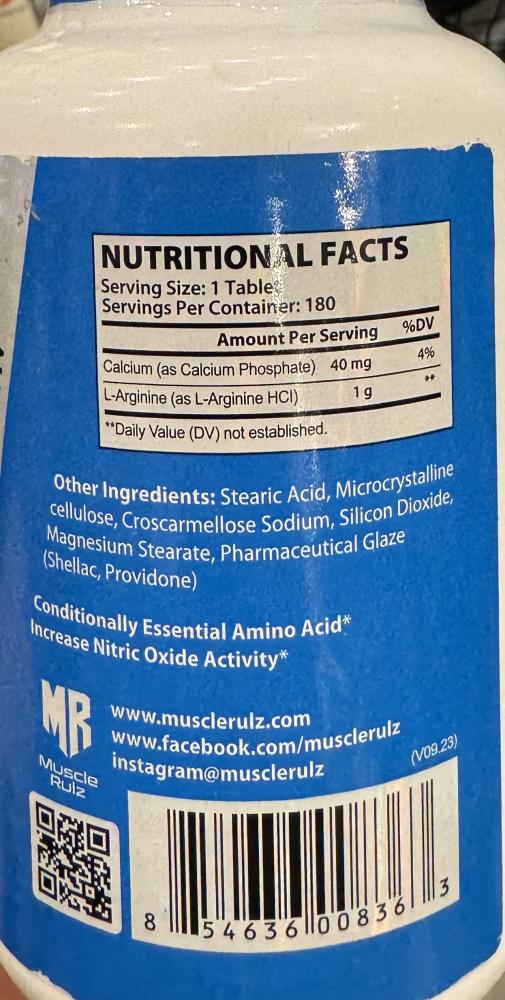 NUTRITIONAL FACTS
Serving Size: 1 Tablet
Servings Per Container: 180
Amount Per Serving %DV
Calcium (as Calcium Phosphate) 40 mg 4%
L-Arginine (as L-Arginine HCl) 1 g **
**Daily Value (DV) not established.
Other Ingredients: Stearic Acid, Microcrystalline
cellulose, Croscarmellose Sodium, Silicon Dioxide,
Magnesium Stearate, Pharmaceutical Glaze
(Shellac, Providone)
Conditionally Essential Amino Acid*
Increase Nitric Oxide Activity*
MR
Muscle
Rulz
www.musclerulz.com
www.facebook.com/musclerulz
instagram@musclerulz
(V09.23)
8 54636 00836 3